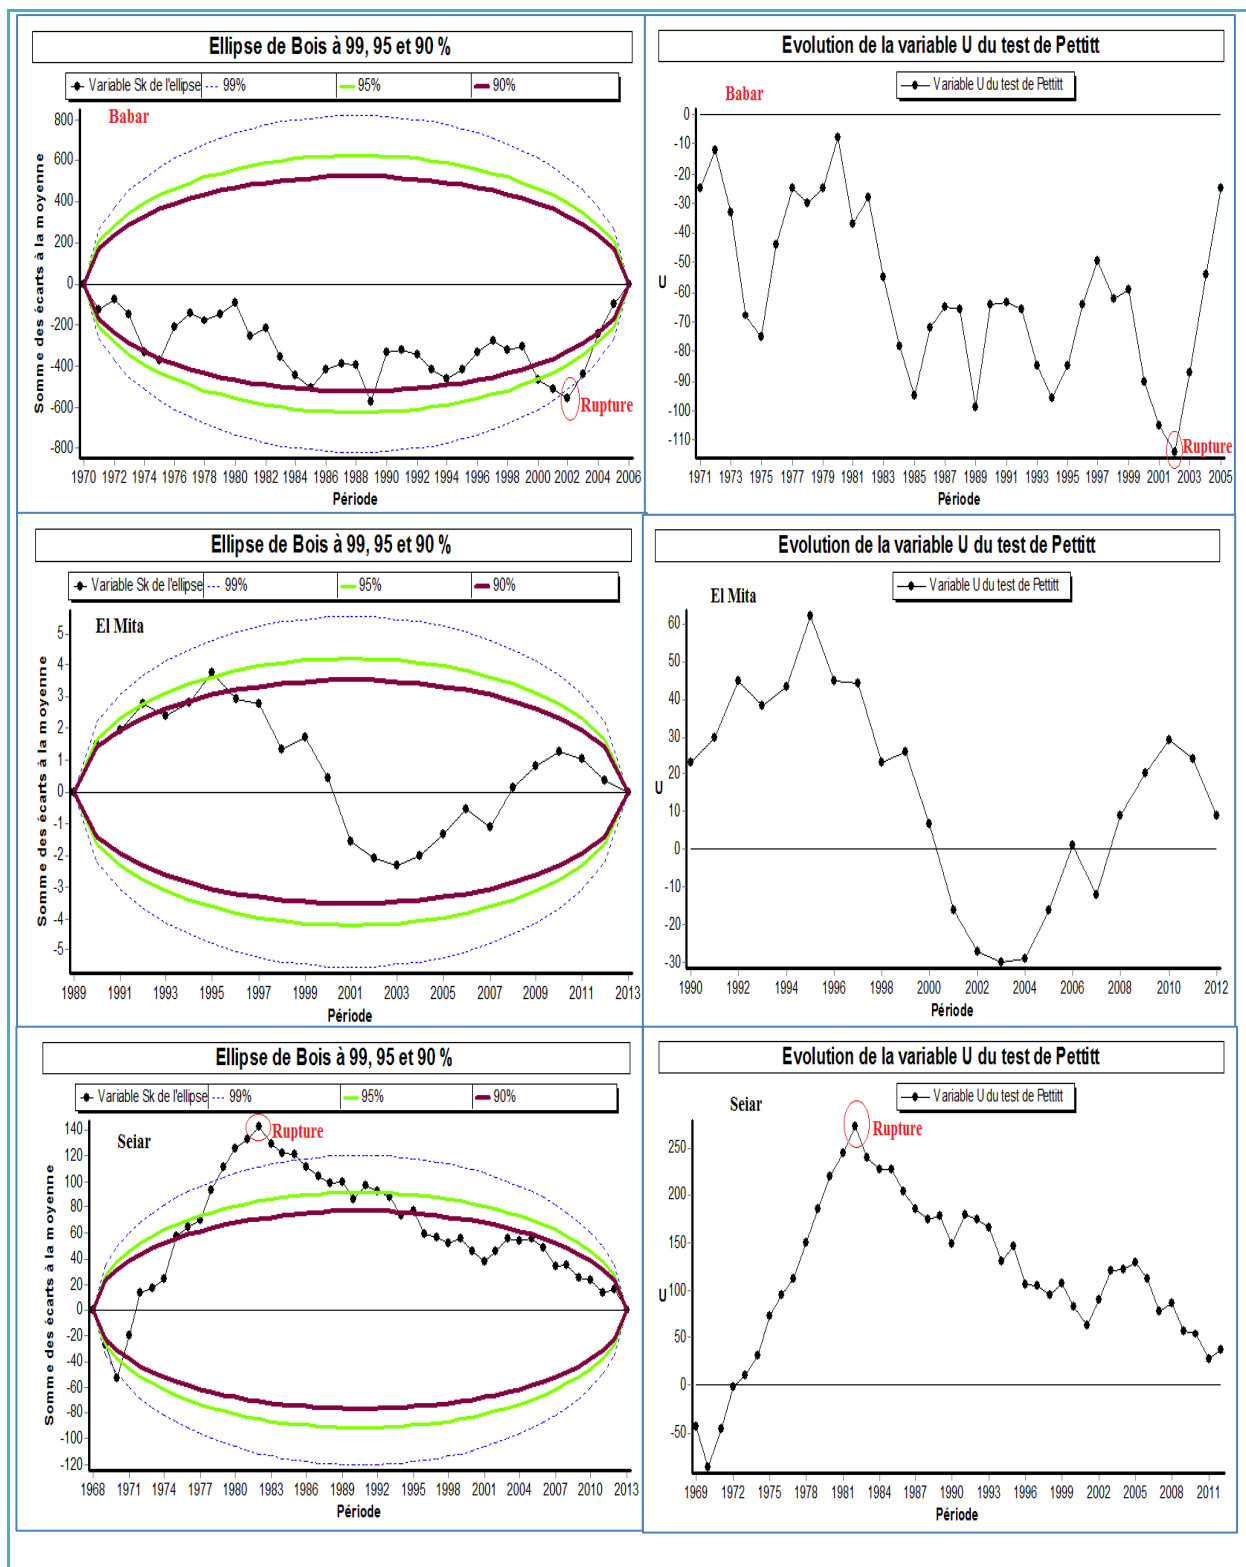 Ellipse de Bois à 99, 95 et 90 %
Variable Sk de l'ellipse 99% 95% 90%
Babar
Somme des écarts à la moyenne
800
600
400
200
0
-200
-400
-600
-800
Rupture
1970 1972 1974 1976 1978 1980 1982 1984 1986 1988 1990 1992 1994 1996 1998 2000 2002 2004 2006
Période
Evolution de la variable U du test de Pettitt
Variable U du test de Pettitt
Babar
U
0
-10
-20
-30
-40
-50
-60
-70
-80
-90
-100
-110
Rupture
1971 1973 1975 1977 1979 1981 1983 1985 1987 1989 1991 1993 1995 1997 1999 2001 2003 2005
Période
Ellipse de Bois à 99, 95 et 90 %
Variable Sk de l'ellipse 99% 95% 90%
El Mita
Somme des écarts à la moyenne
5
4
3
2
1
0
-1
-2
-3
-4
-5
1989 1991 1993 1995 1997 1999 2001 2003 2005 2007 2009 2011 2013
Période
Evolution de la variable U du test de Pettitt
Variable U du test de Pettitt
El Mita
U
60
50
40
30
20
10
0
-10
-20
-30
1990 1992 1994 1996 1998 2000 2002 2004 2006 2008 2010 2012
Période
Ellipse de Bois à 99, 95 et 90 %
Variable Sk de l'ellipse 99% 95% 90%
Seiar
Rupture
Somme des écarts à la moyenne
140
120
100
80
60
40
20
0
-20
-40
-60
-80
-100
-120
1968 1971 1974 1977 1980 1983 1986 1989 1992 1995 1998 2001 2004 2007 2010 2013
Période
Evolution de la variable U du test de Pettitt
Variable U du test de Pettitt
Seiar
Rupture
U
250
200
150
100
50
0
-50
1969 1972 1975 1978 1981 1984 1987 1990 1993 1996 1999 2002 2005 2008 2011
Période